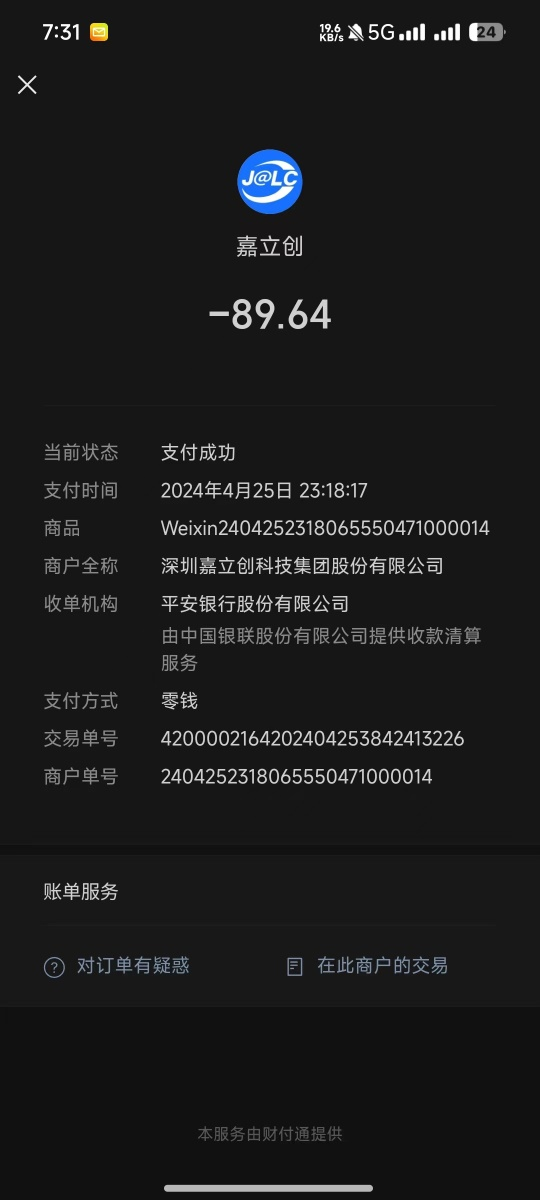 7:31
19.6
KB/s
5G
24
J@LC
嘉立创
-89.64
当前状态 支付成功
支付时间 2024年4月25日 23:18:17
商品 Weixin2404252318065550471000014
商户全称 深圳嘉立创科技集团股份有限公司
收单机构 平安银行股份有限公司
由中国银联股份有限公司提供收款清算
服务
支付方式 零钱
交易单号 4200002164202404253842413226
商户单号 2404252318065550471000014
账单服务
对订单有疑惑
在此商户的交易
本服务由财付通提供